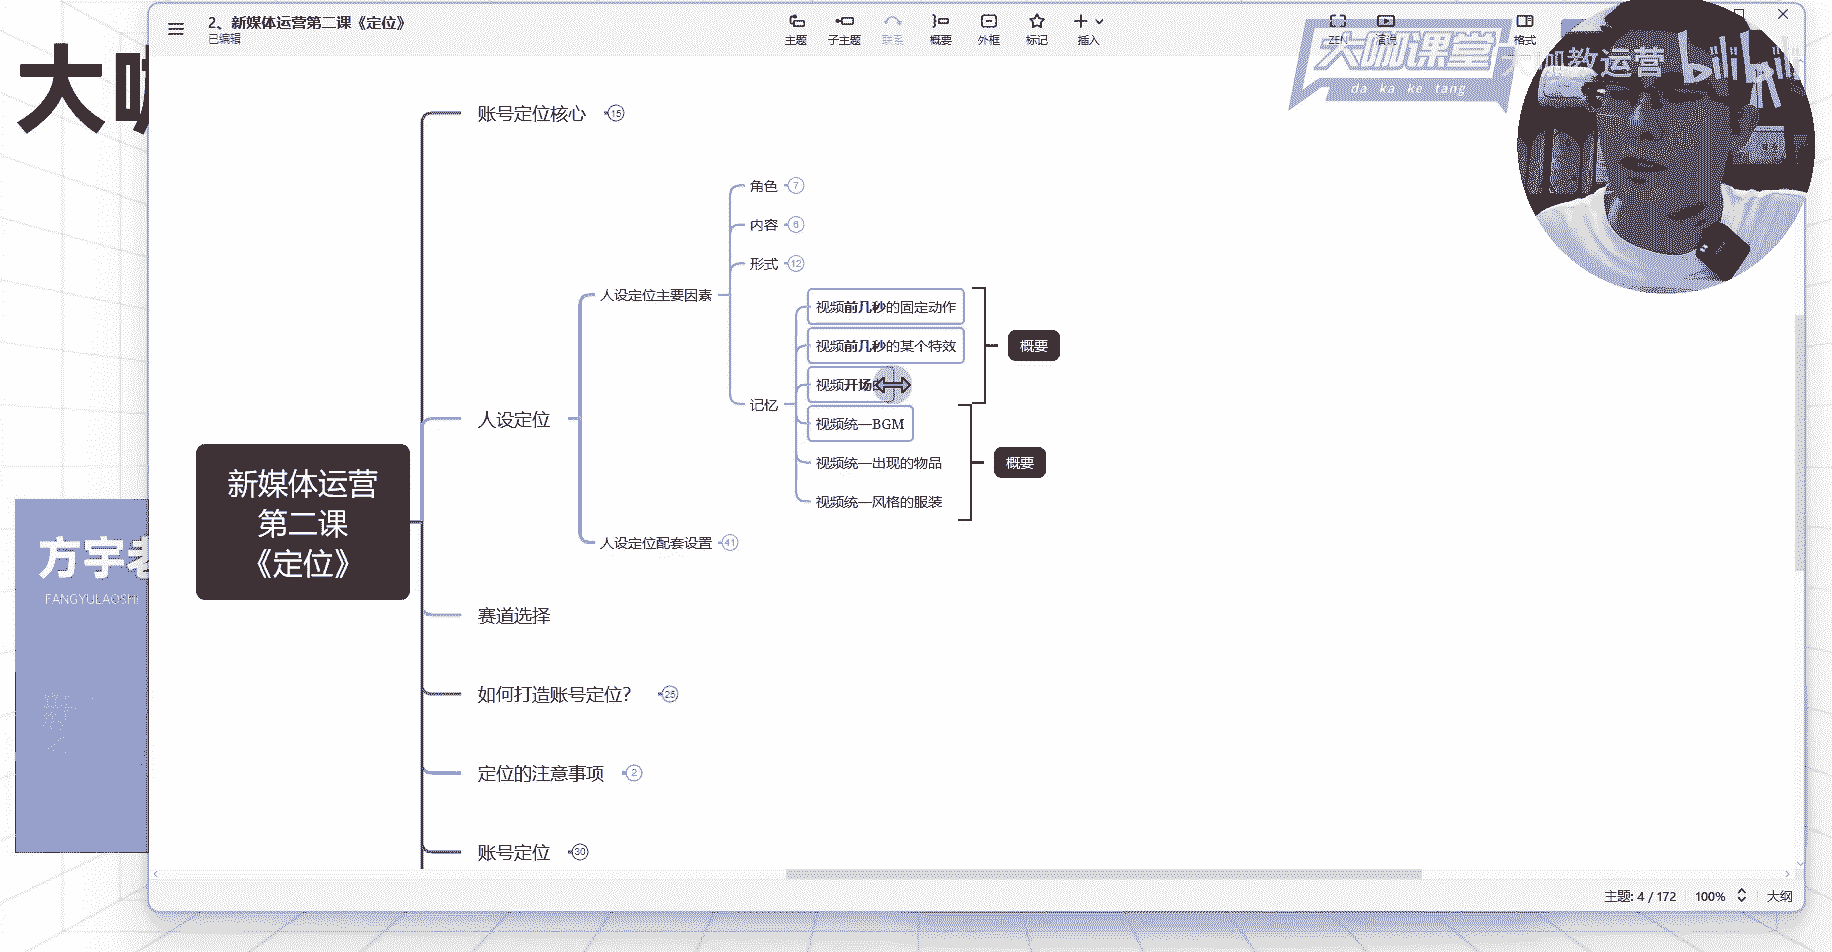 2、新媒体运营第二课《定位》
已编辑
主题
子主题
联系
概要
外框
标记
插入
ZEN
演说
格式
大咖课堂
da ka ke tang
大咖教运营
bilibili
大咖
方宇老
FANGYULAOSHI
新媒体运营
第二课
《定位》
账号定位核心
15
人设定位
人设定位主要因素
角色
7
内容
6
形式
12
记忆
视频前几秒的固定动作
视频前几秒的某个特效
视频开场
视频统一BGM
视频统一出现的物品
视频统一风格的服装
概要
概要
人设定位配套设置
41
赛道选择
如何打造账号定位？
25
定位的注意事项
2
账号定位
30
主题: 4 / 172
100%
大纲